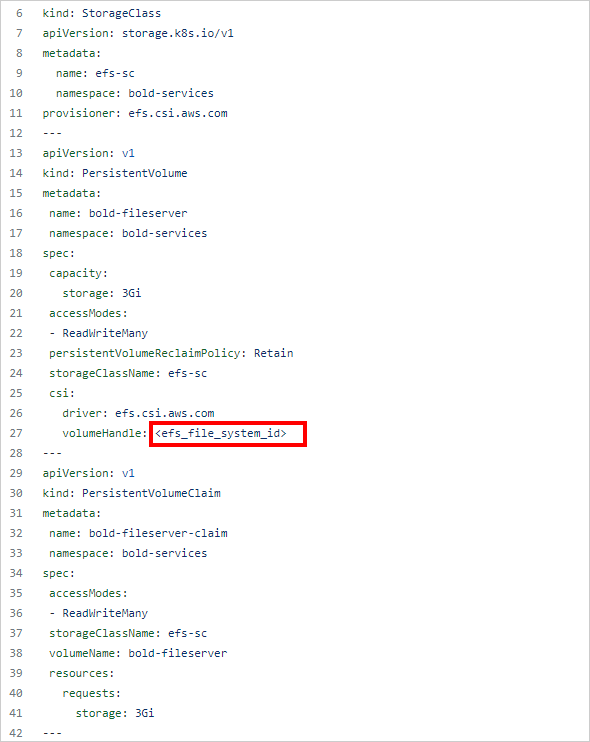 6 kind: StorageClass
7 apiVersion: storage.k8s.io/v1
8 metadata:
9   name: efs-sc
10   namespace: bold-services
11 provisioner: efs.csi.aws.com
12 ---
13 apiVersion: v1
14 kind: PersistentVolume
15 metadata:
16  name: bold-fileserver
17  namespace: bold-services
18 spec:
19  capacity:
20    storage: 3Gi
21  accessModes:
22  - ReadWriteMany
23  persistentVolumeReclaimPolicy: Retain
24  storageClassName: efs-sc
25  csi:
26    driver: efs.csi.aws.com
27    volumeHandle: <efs_file_system_id>
28 ---
29 apiVersion: v1
30 kind: PersistentVolumeClaim
31 metadata:
32  name: bold-fileserver-claim
33  namespace: bold-services
34 spec:
35  accessModes:
36  - ReadWriteMany
37  storageClassName: efs-sc
38  volumeName: bold-fileserver
39  resources:
40    requests:
41      storage: 3Gi
42 ---